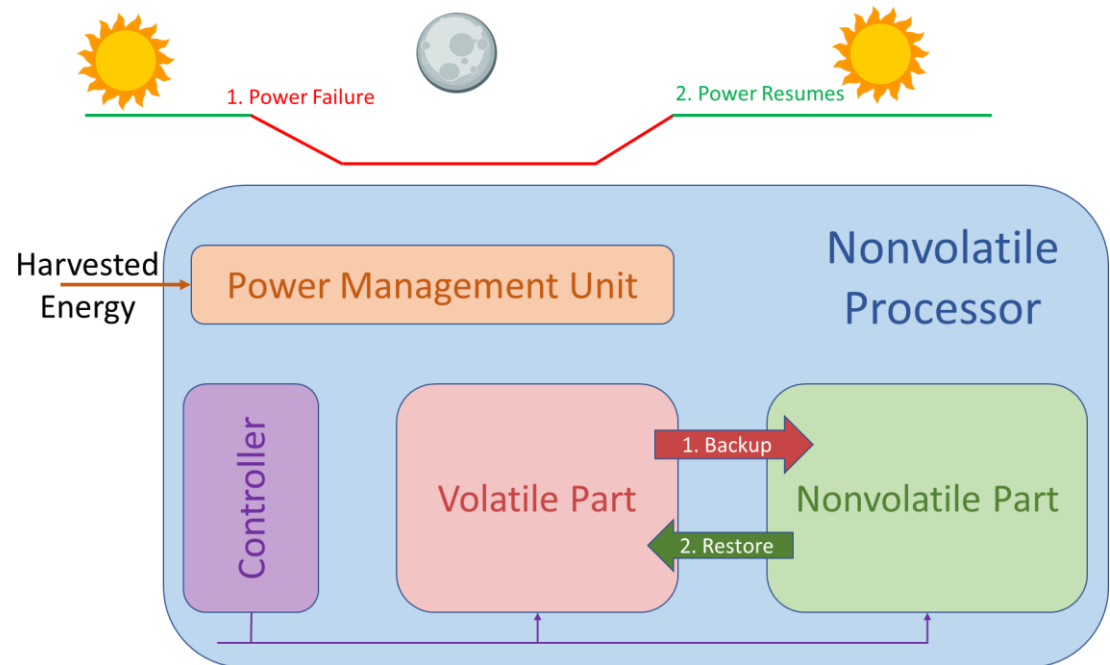 1. Power Failure
2. Power Resumes
Harvested
Energy
Power Management Unit
Nonvolatile
Processor
Controller
Volatile Part
1. Backup
2. Restore
Nonvolatile Part